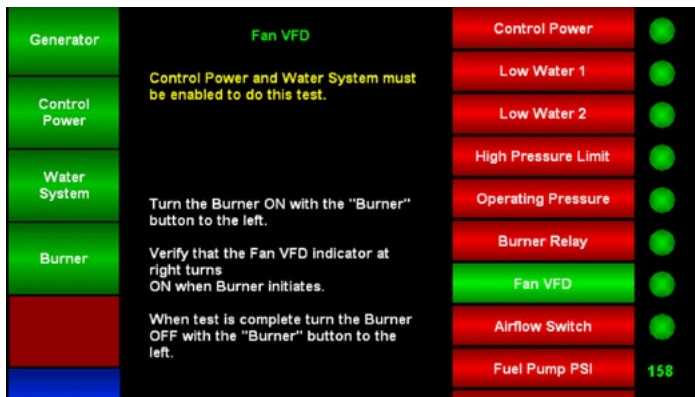 Generator
Control
Power
Water
System
Burner
Fan VFD
Control Power and Water System must
be enabled to do this test.
Turn the Burner ON with the "Burner"
button to the left.
Verify that the Fan VFD indicator at
right turns
ON when Burner initiates.
When test is complete turn the Burner
OFF with the "Burner" button to the
left.
Control Power
Low Water 1
Low Water 2
High Pressure Limit
Operating Pressure
Burner Relay
Fan VFD
Airflow Switch
Fuel Pump PSI
158